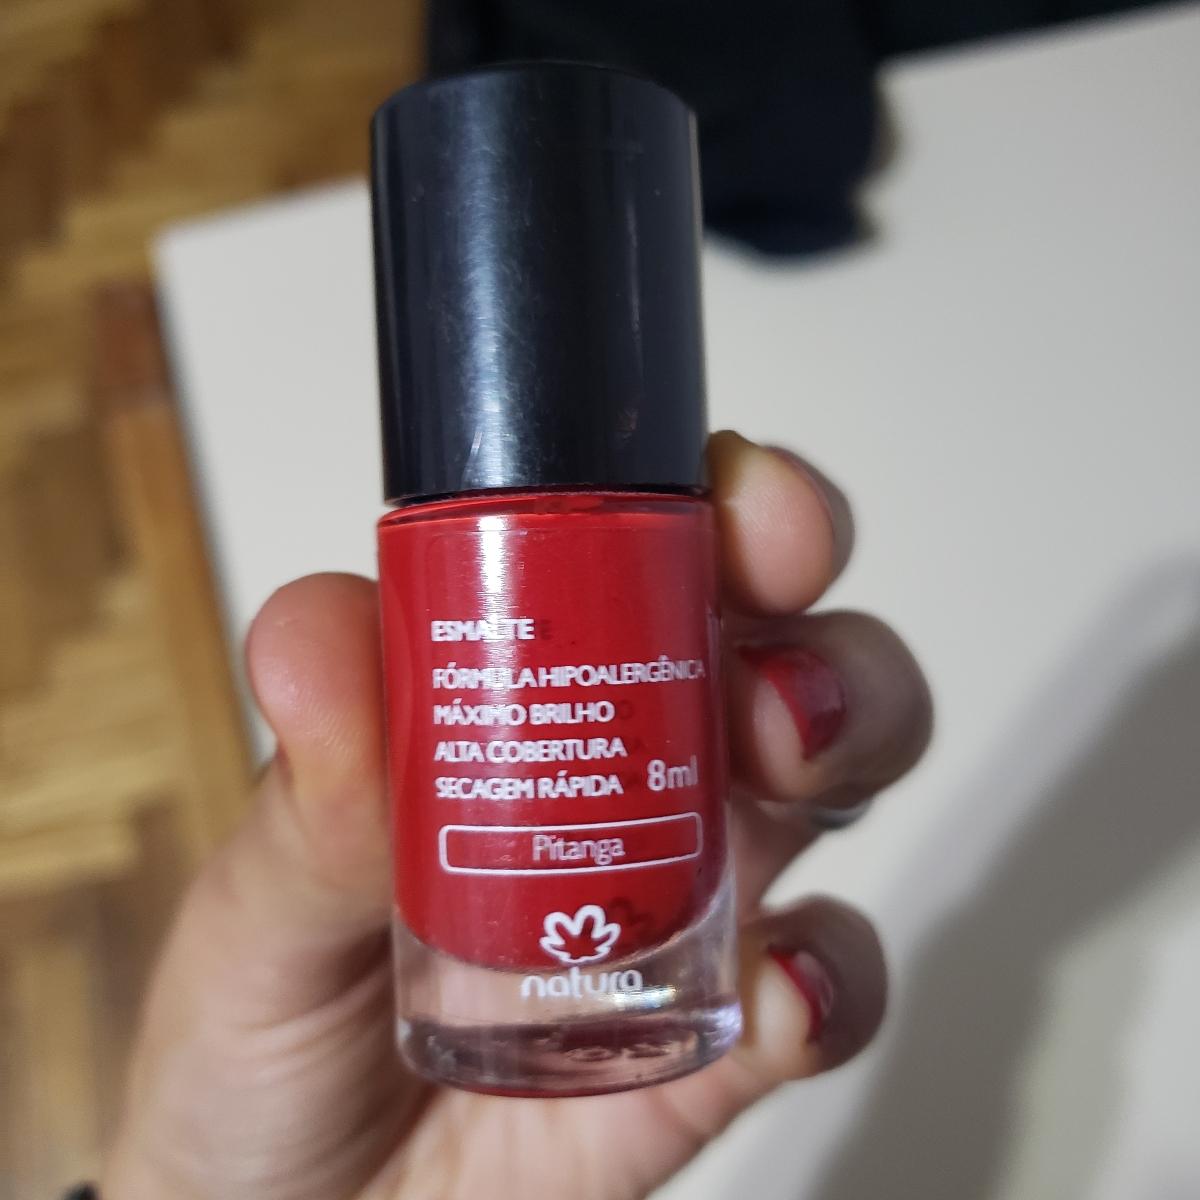 ESMALTE
FÓRMULA HIPOALERGÊNICA
MÁXIMO BRILHO
ALTA COBERTURA
SECAGEM RÁPIDA 8ml
Pitanga
natura